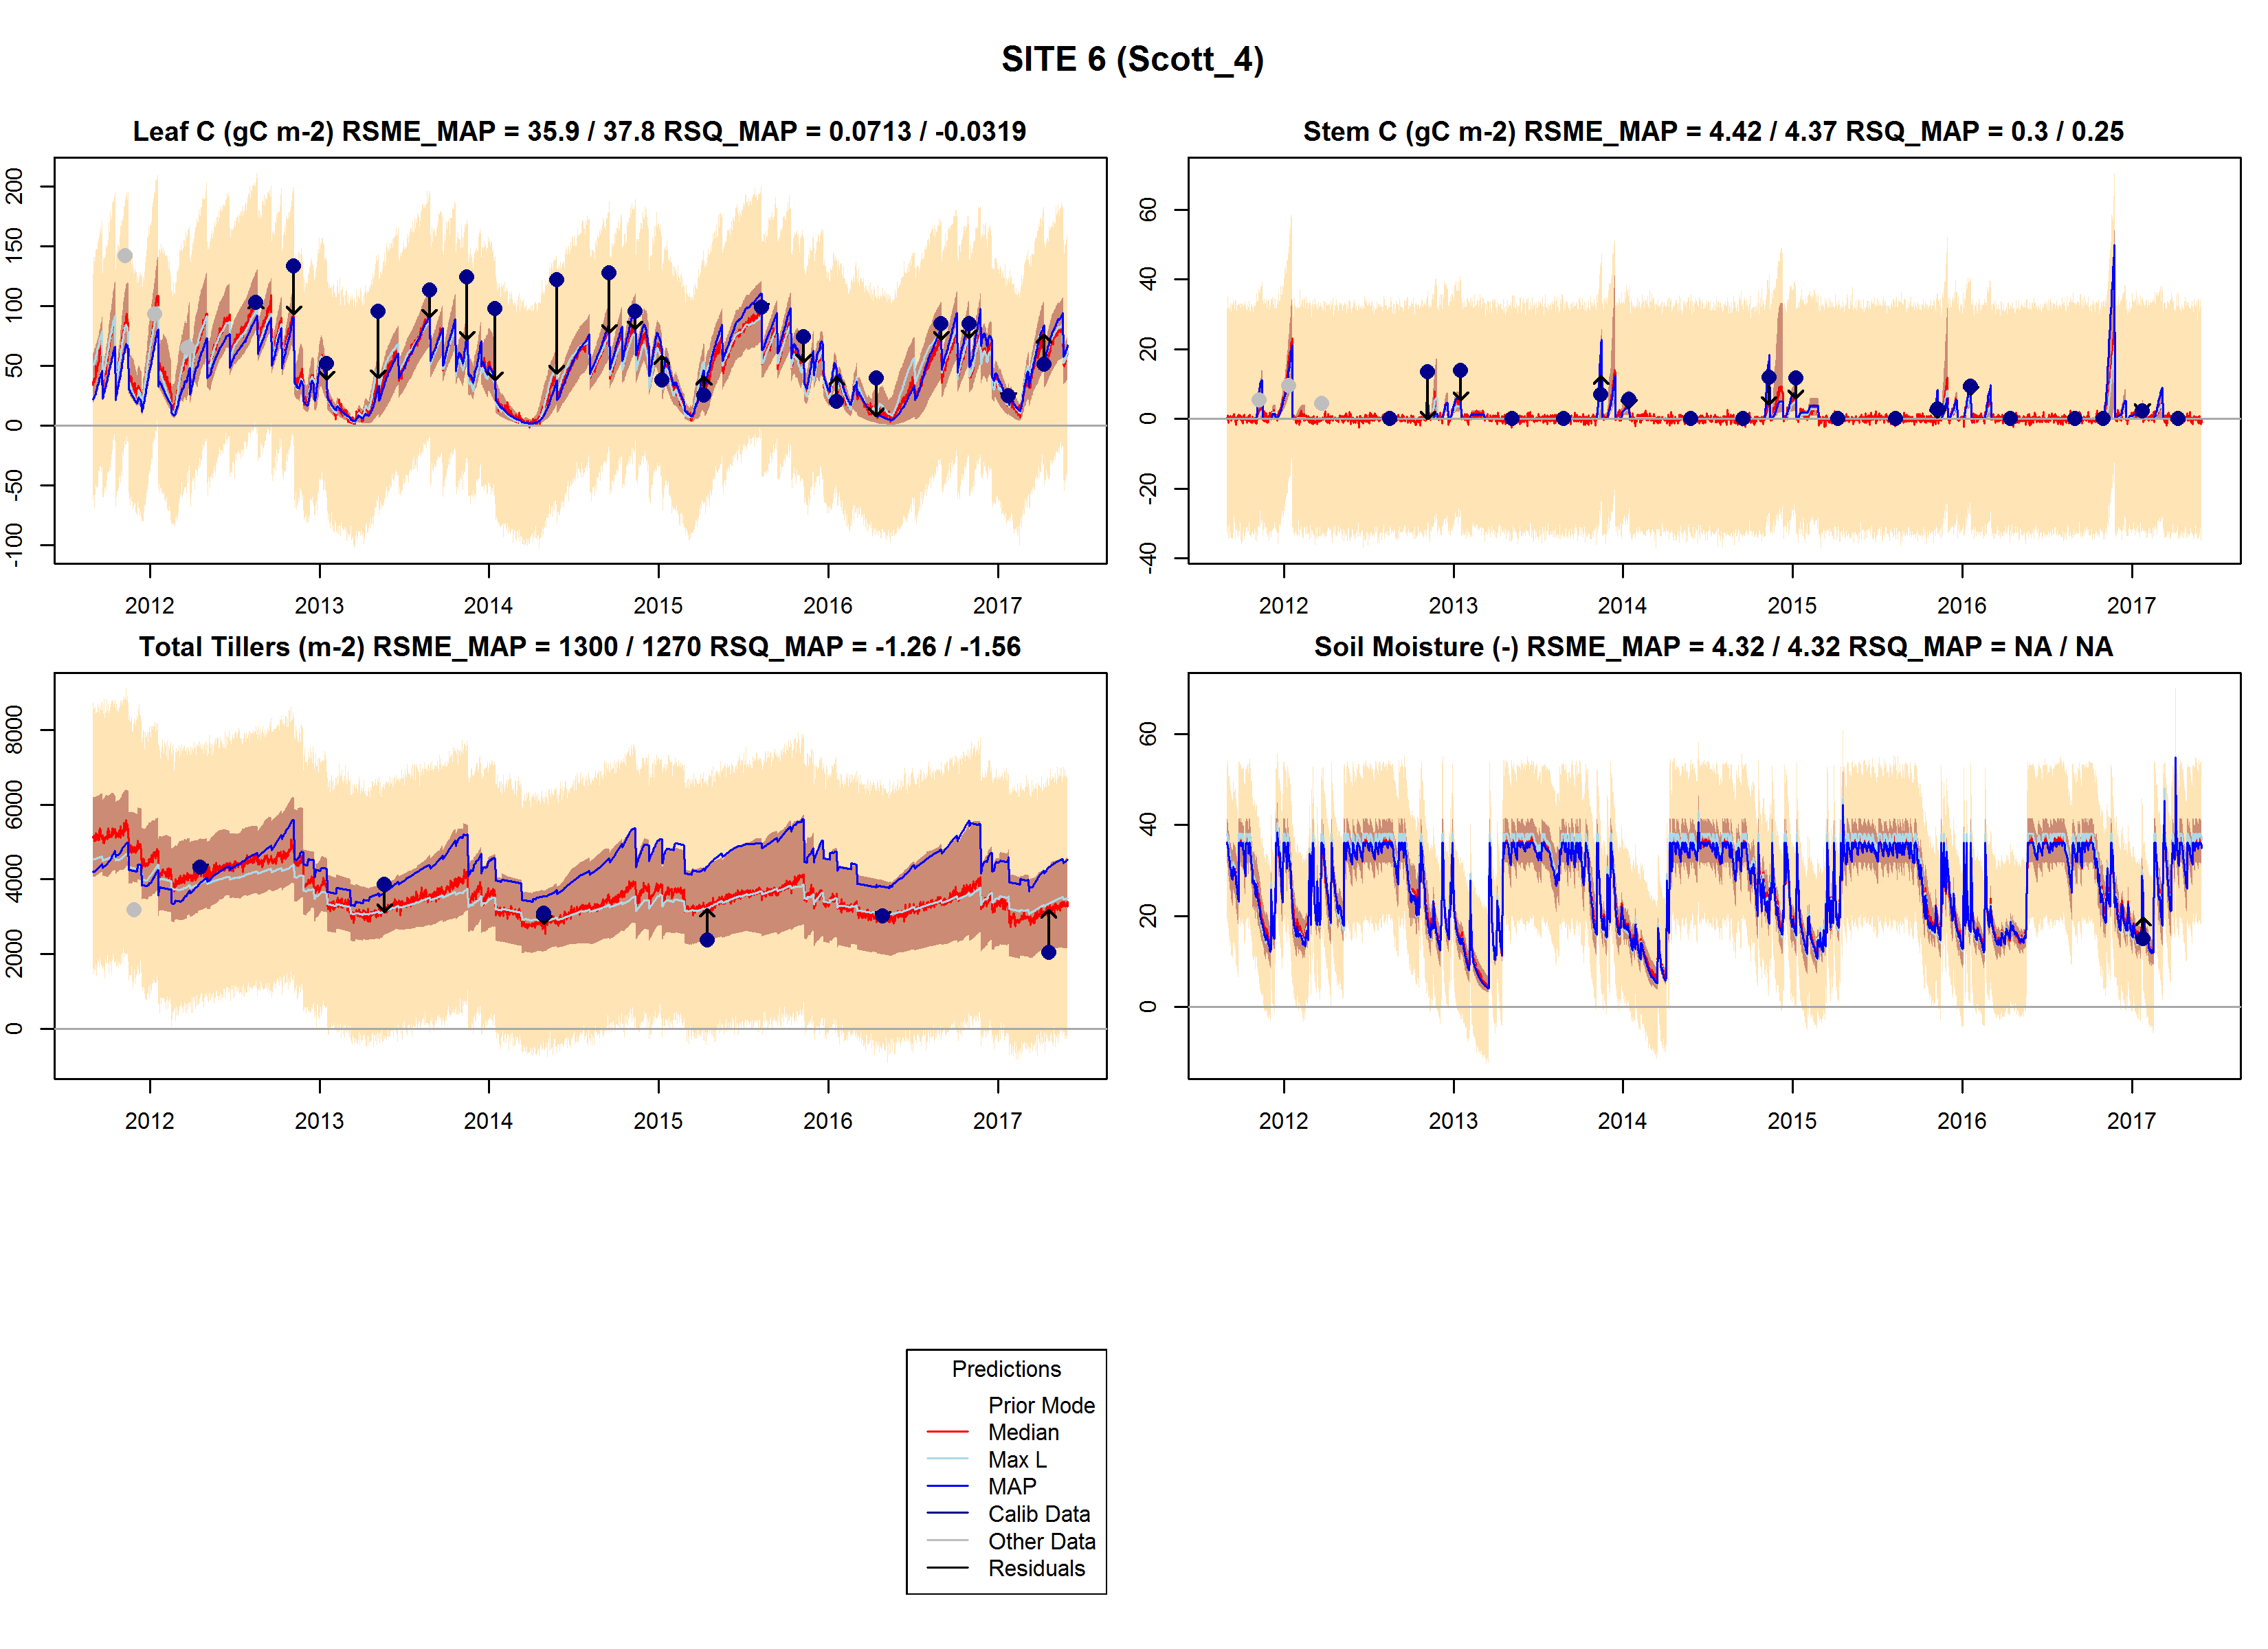 SITE 6 (Scott_4)
Leaf C (gC m-2) RSME_MAP = 35.9 / 37.8 RSQ_MAP = 0.0713 / -0.0319
200
150
100
50
0
-50
-100
2012 2013 2014 2015 2016 2017
Stem C (gC m-2) RSME_MAP = 4.42 / 4.37 RSQ_MAP = 0.3 / 0.25
60
40
20
0
-20
-40
2012 2013 2014 2015 2016 2017
Total Tillers (m-2) RSME_MAP = 1300 / 1270 RSQ_MAP = -1.26 / -1.56
8000
6000
4000
2000
0
2012 2013 2014 2015 2016 2017
Soil Moisture (-) RSME_MAP = 4.32 / 4.32 RSQ_MAP = NA / NA
60
40
20
0
2012 2013 2014 2015 2016 2017
Predictions
Prior Mode
Median
Max L
MAP
Calib Data
Other Data
Residuals